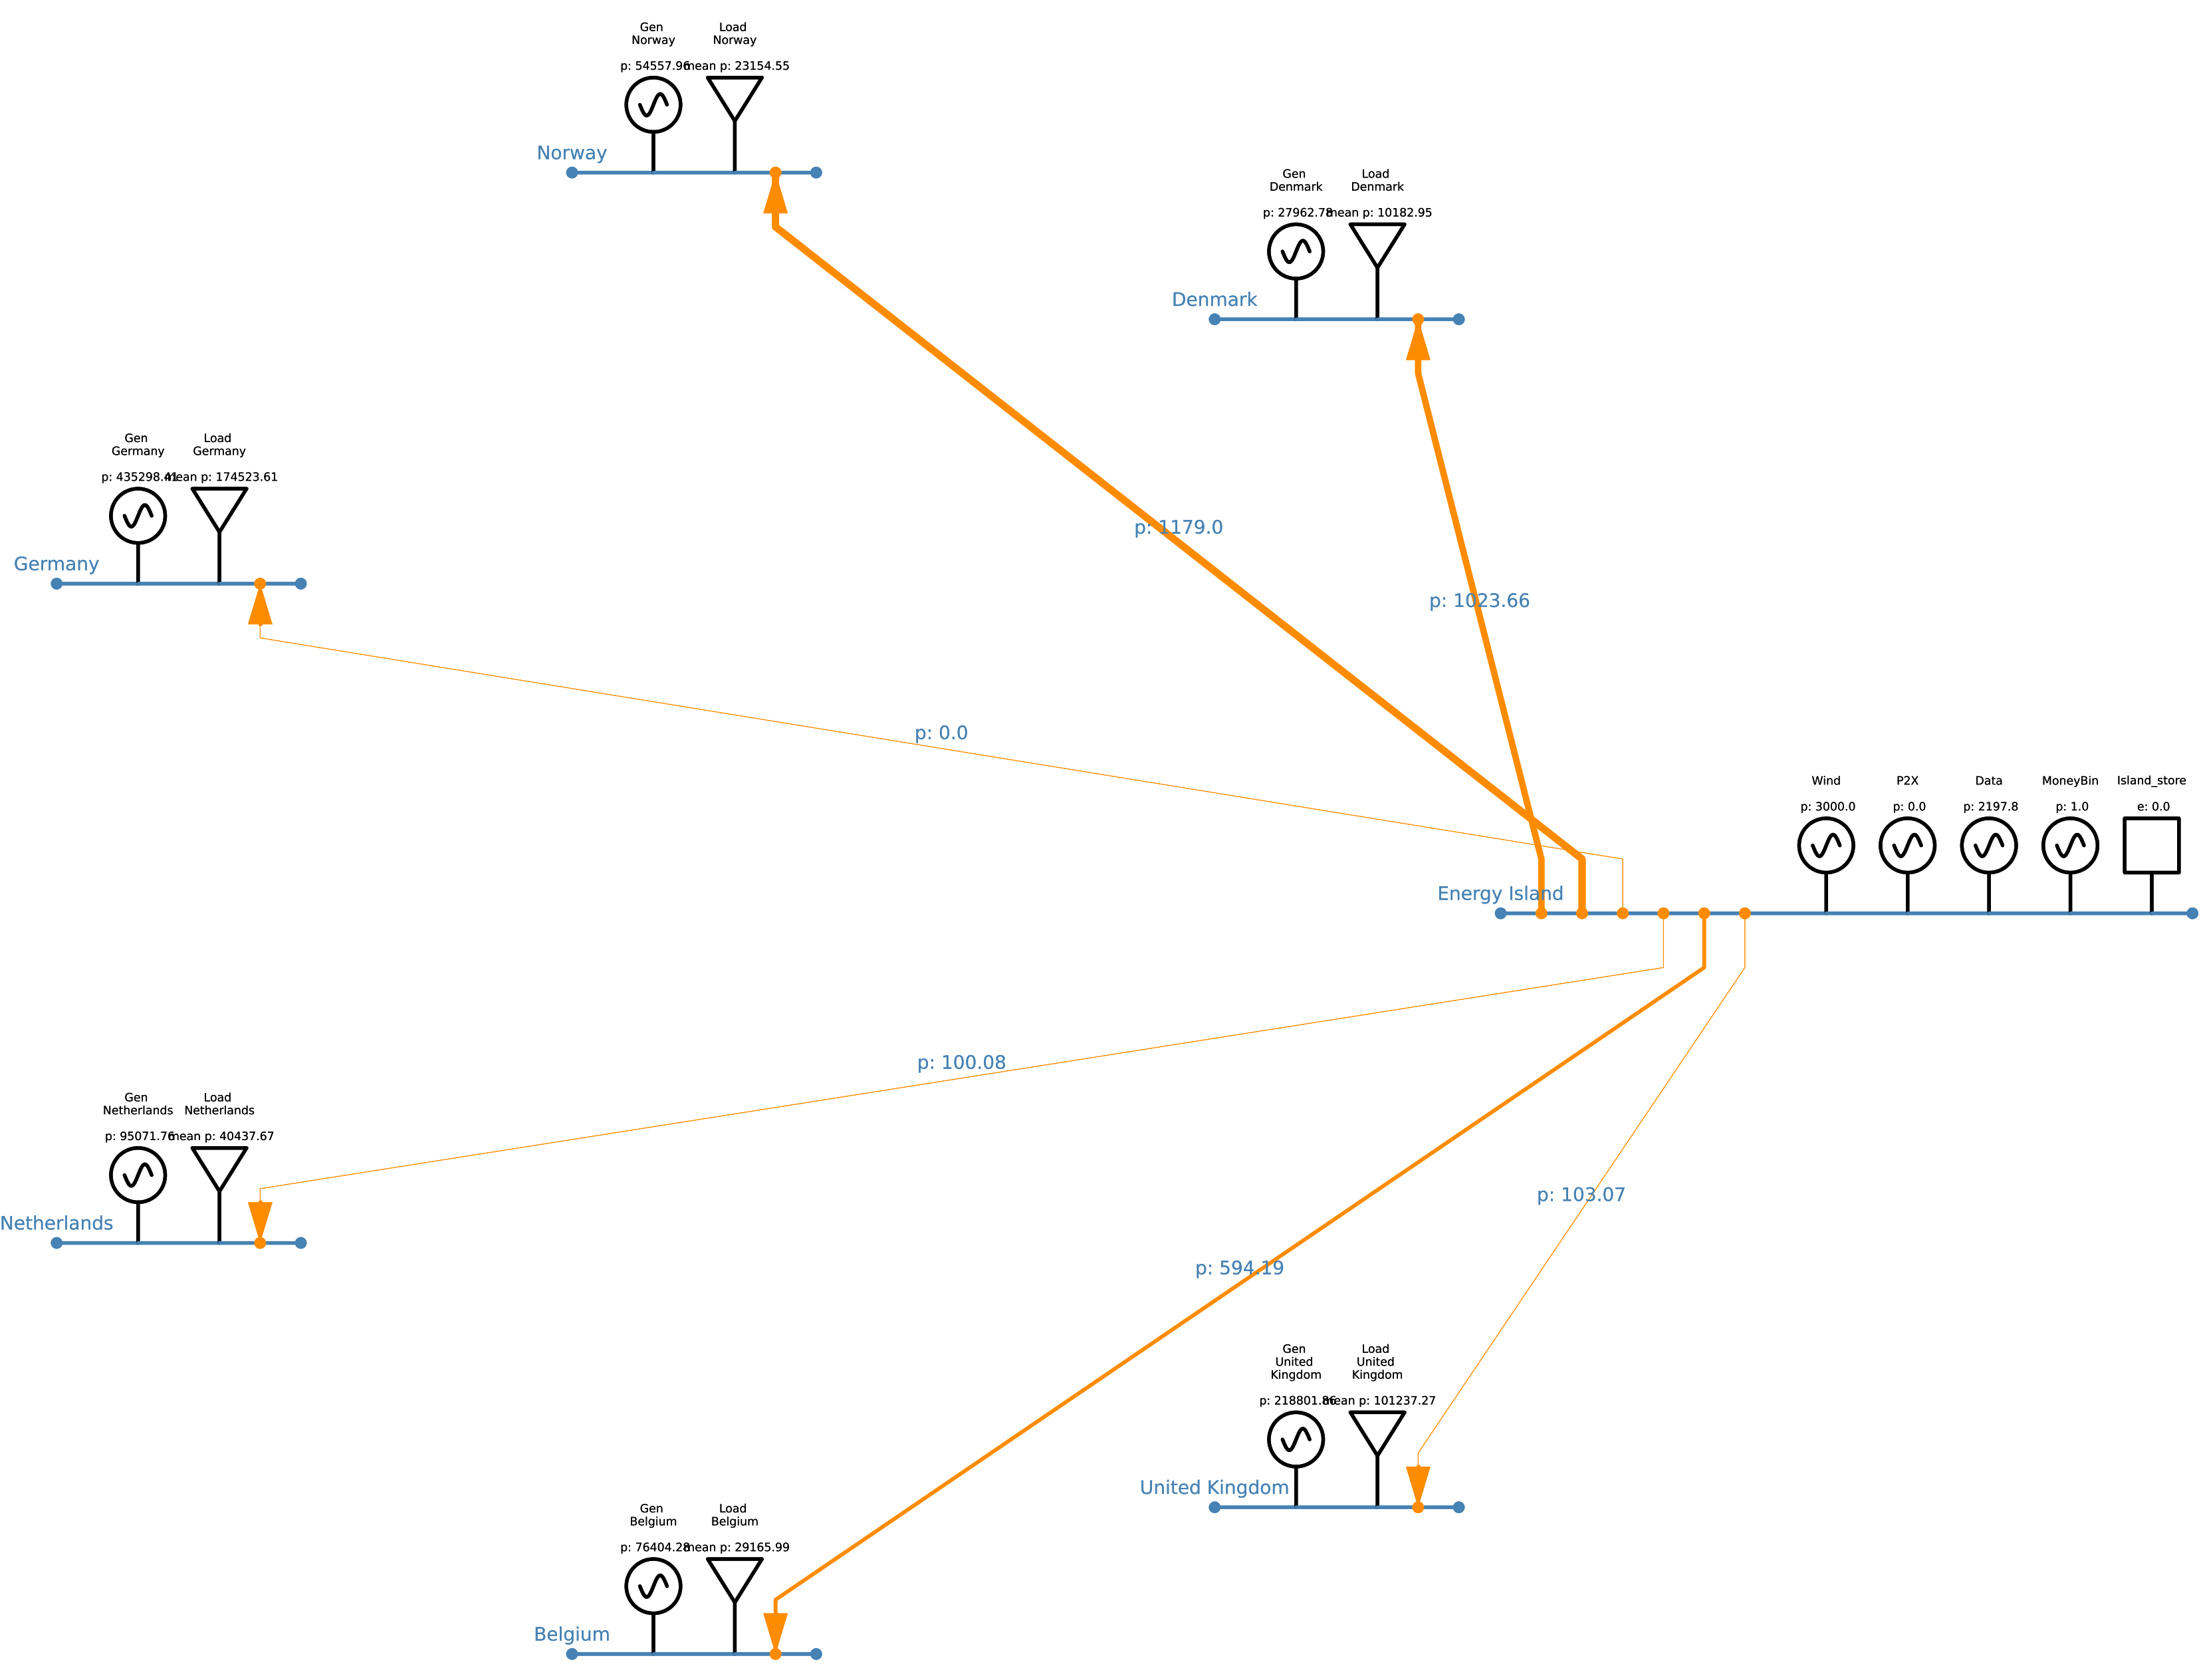 Gen
Norway
p: 54557.96
Load
Norway
mean p: 23154.55
Norway
Gen
Denmark
p: 27962.78
Load
Denmark
mean p: 10182.95
Denmark
Gen
Germany
p: 435298.41
Load
Germany
mean p: 174523.61
Germany
p: 1179.0
p: 1023.66
p: 0.0
Wind
p: 3000.0
P2X
p: 0.0
Data
p: 2197.8
MoneyBin
p: 1.0
Island_store
e: 0.0
Energy Island
p: 100.08
Gen
Netherlands
p: 95071.76
Load
Netherlands
mean p: 40437.67
Netherlands
p: 103.07
p: 594.19
Gen
United
Kingdom
p: 218801.86
Load
United
Kingdom
mean p: 101237.27
United Kingdom
Gen
Belgium
p: 76404.28
Load
Belgium
mean p: 29165.99
Belgium